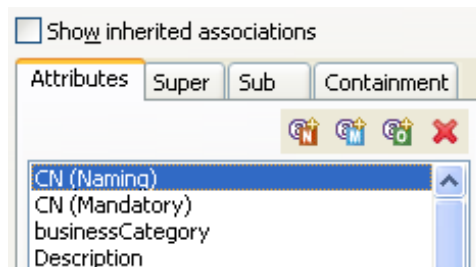 Show inherited associations
Attributes Super Sub Containment
N M O
CN (Naming)
CN (Mandatory)
businessCategory
Description